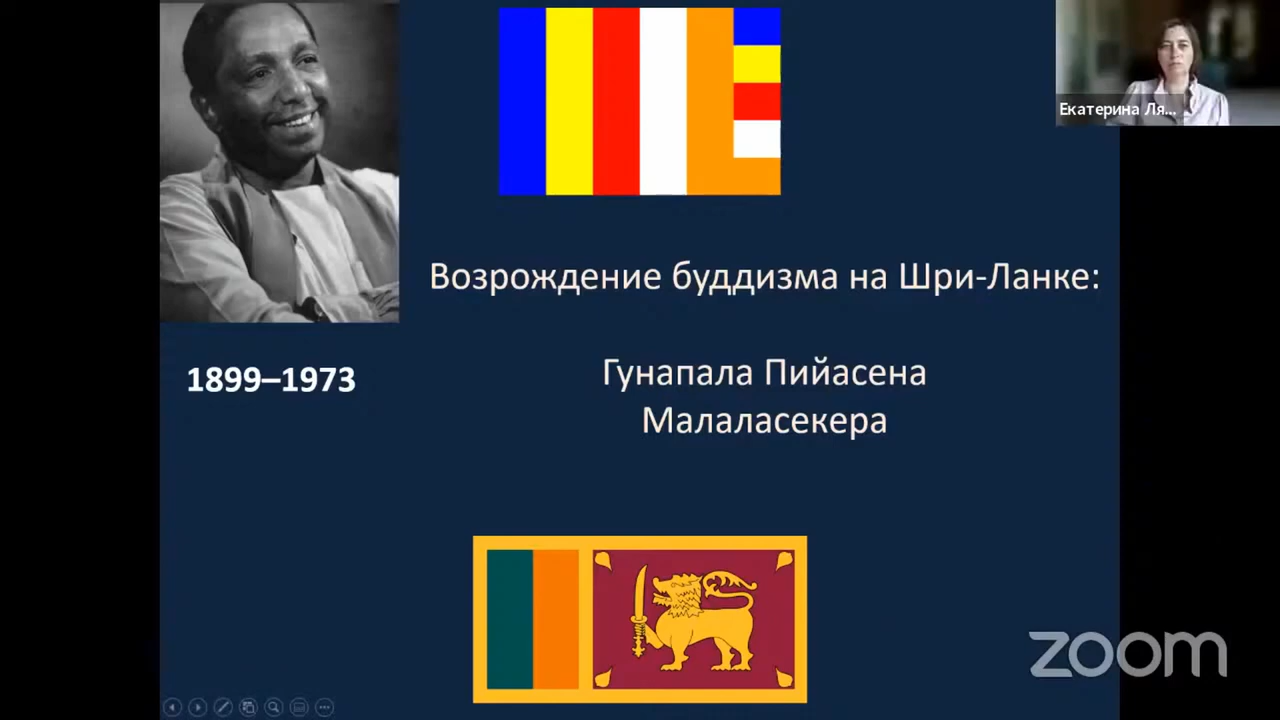 Екатерина Ля...
Возрождение буддизма на Шри-Ланке:
1899–1973
Гунапала Пийасена
Малаласекера
zoom